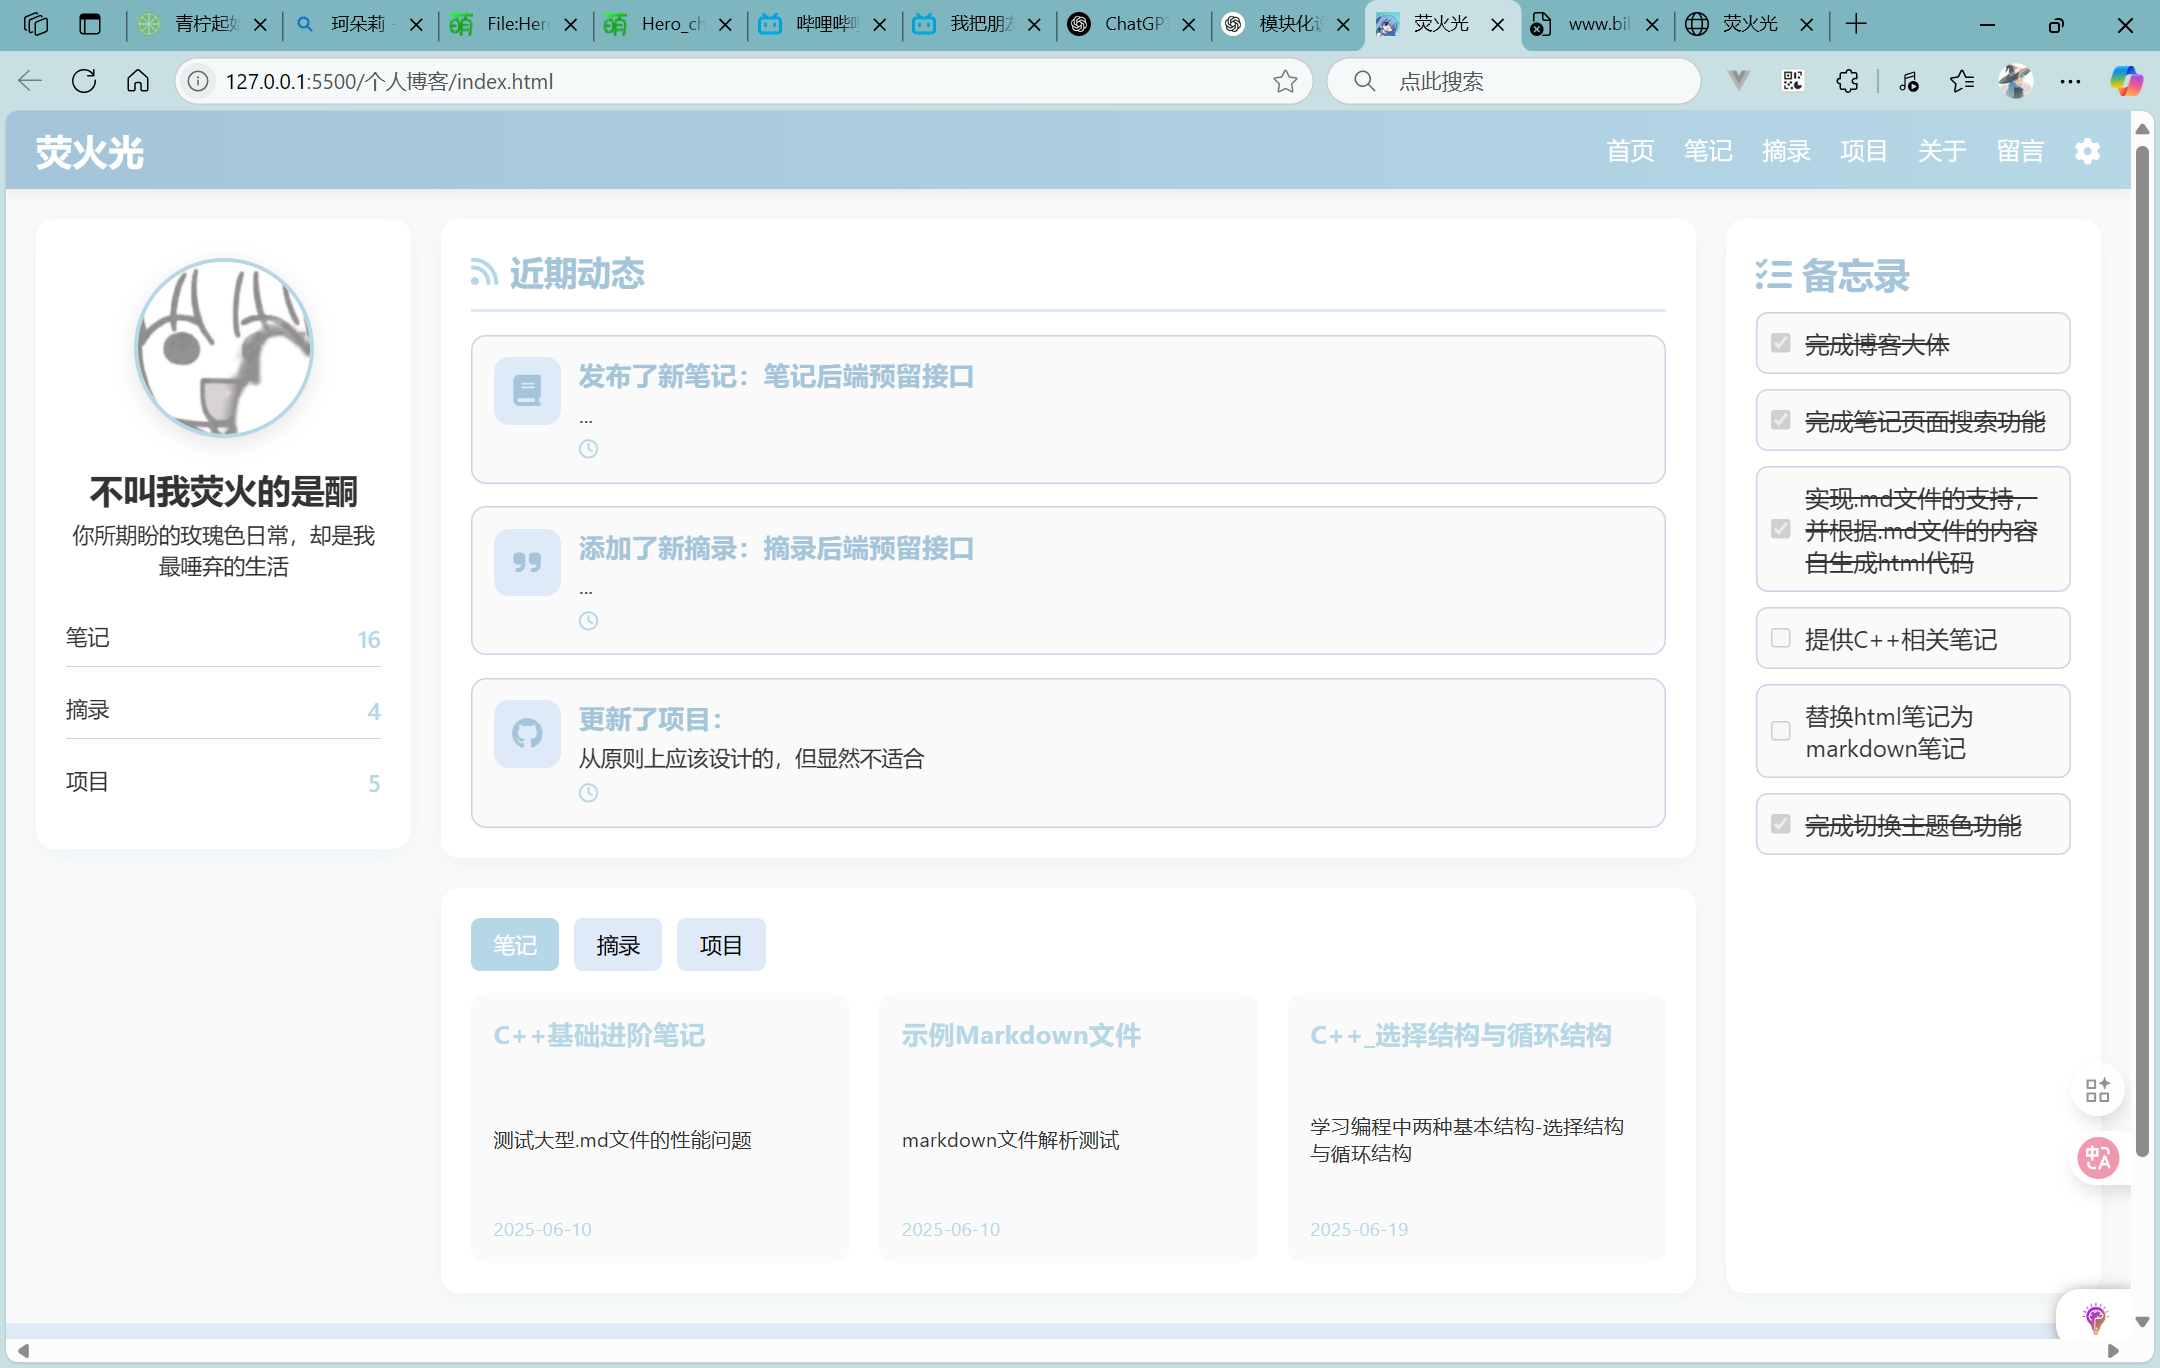 青柠起始
珂朵莉 -
File:Her
Hero_ch
哔哩哔哩
我把朋友
ChatGPT
模块化设
荧火光
www.bil
荧火光
127.0.0.1:5500/个人博客/index.html
点此搜索
荧火光
首页
笔记
摘录
项目
关于
留言
不叫我荧火的是酮
你所期盼的玫瑰色日常，却是我
最唾弃的生活
笔记 16
摘录 4
项目 5
近期动态
发布了新笔记：笔记后端预留接口
...
添加了新摘录：摘录后端预留接口
...
更新了项目：
从原则上应该设计的，但显然不适合
笔记
摘录
项目
C++基础进阶笔记
测试大型.md文件的性能问题
2025-06-10
示例Markdown文件
markdown文件解析测试
2025-06-10
C++_选择结构与循环结构
学习编程中两种基本结构-选择结构
与循环结构
2025-06-19
备忘录
完成博客大体
完成笔记页面搜索功能
实现.md文件的支持，
并根据.md文件的内容
自生成html代码
提供C++相关笔记
替换html笔记为
markdown笔记
完成切换主题色功能